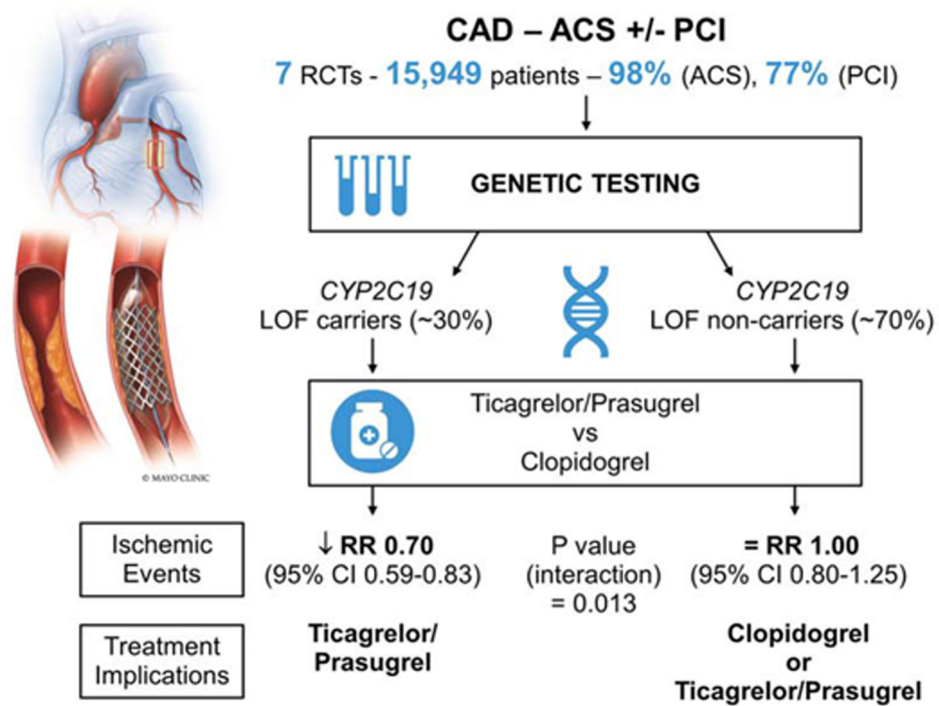 CAD – ACS +/- PCI
7 RCTs - 15,949 patients – 98% (ACS), 77% (PCI)
GENETIC TESTING
CYP2C19
LOF carriers (~30%)
CYP2C19
LOF non-carriers (~70%)
Ticagrelor/Prasugrel
vs
Clopidogrel
© MAYO CLINIC
Ischemic
Events
↓ RR 0.70
(95% CI 0.59-0.83)
P value
(interaction)
= 0.013
= RR 1.00
(95% CI 0.80-1.25)
Treatment
Implications
Ticagrelor/
Prasugrel
Clopidogrel
or
Ticagrelor/Prasugrel